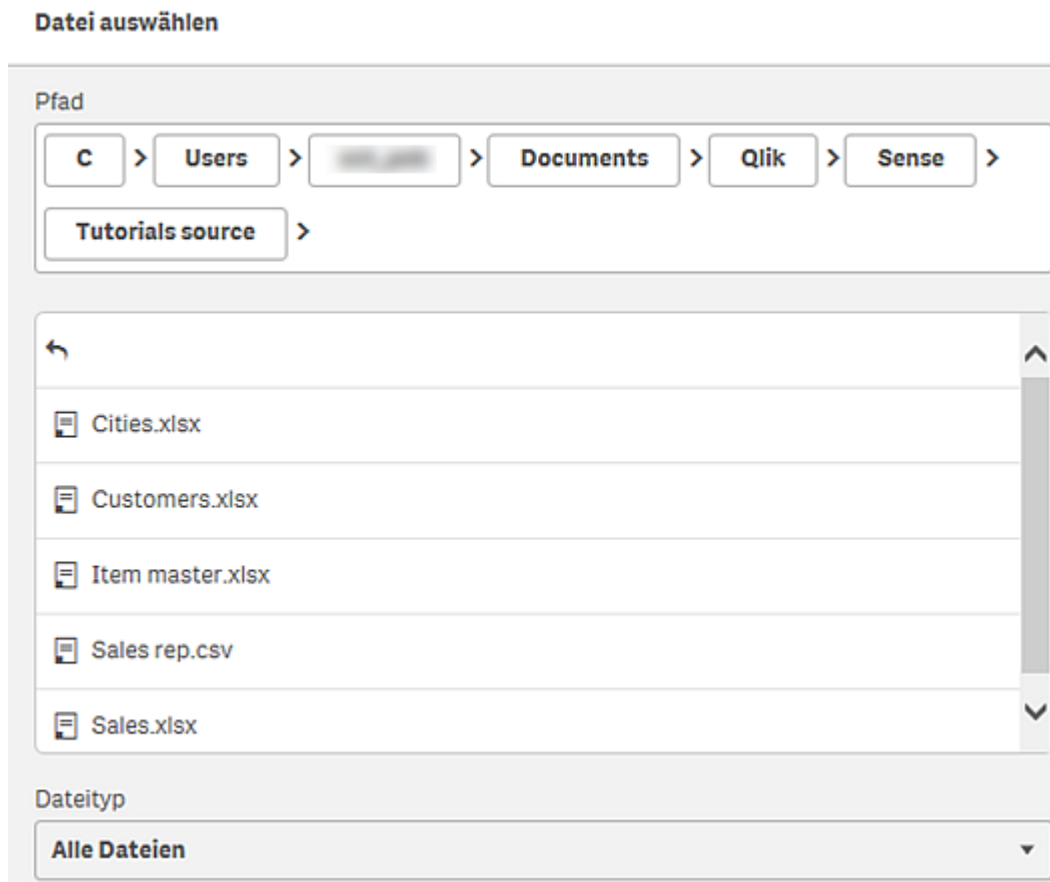 Datei auswählen
Pfad
C > Users > > Documents > Qlik > Sense >
Tutorials source >
Cities.xlsx
Customers.xlsx
Item master.xlsx
Sales rep.csv
Sales.xlsx
Dateityp
Alle Dateien